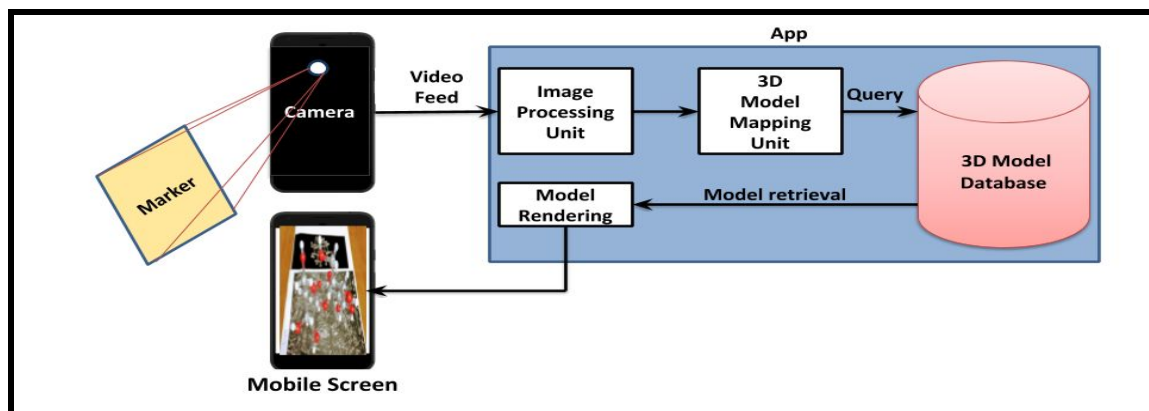 App
Video
Feed
Camera
Marker
Image
Processing
Unit
3D
Model
Mapping
Unit
Query
3D Model
Database
Model
Rendering
Model retrieval
Mobile Screen